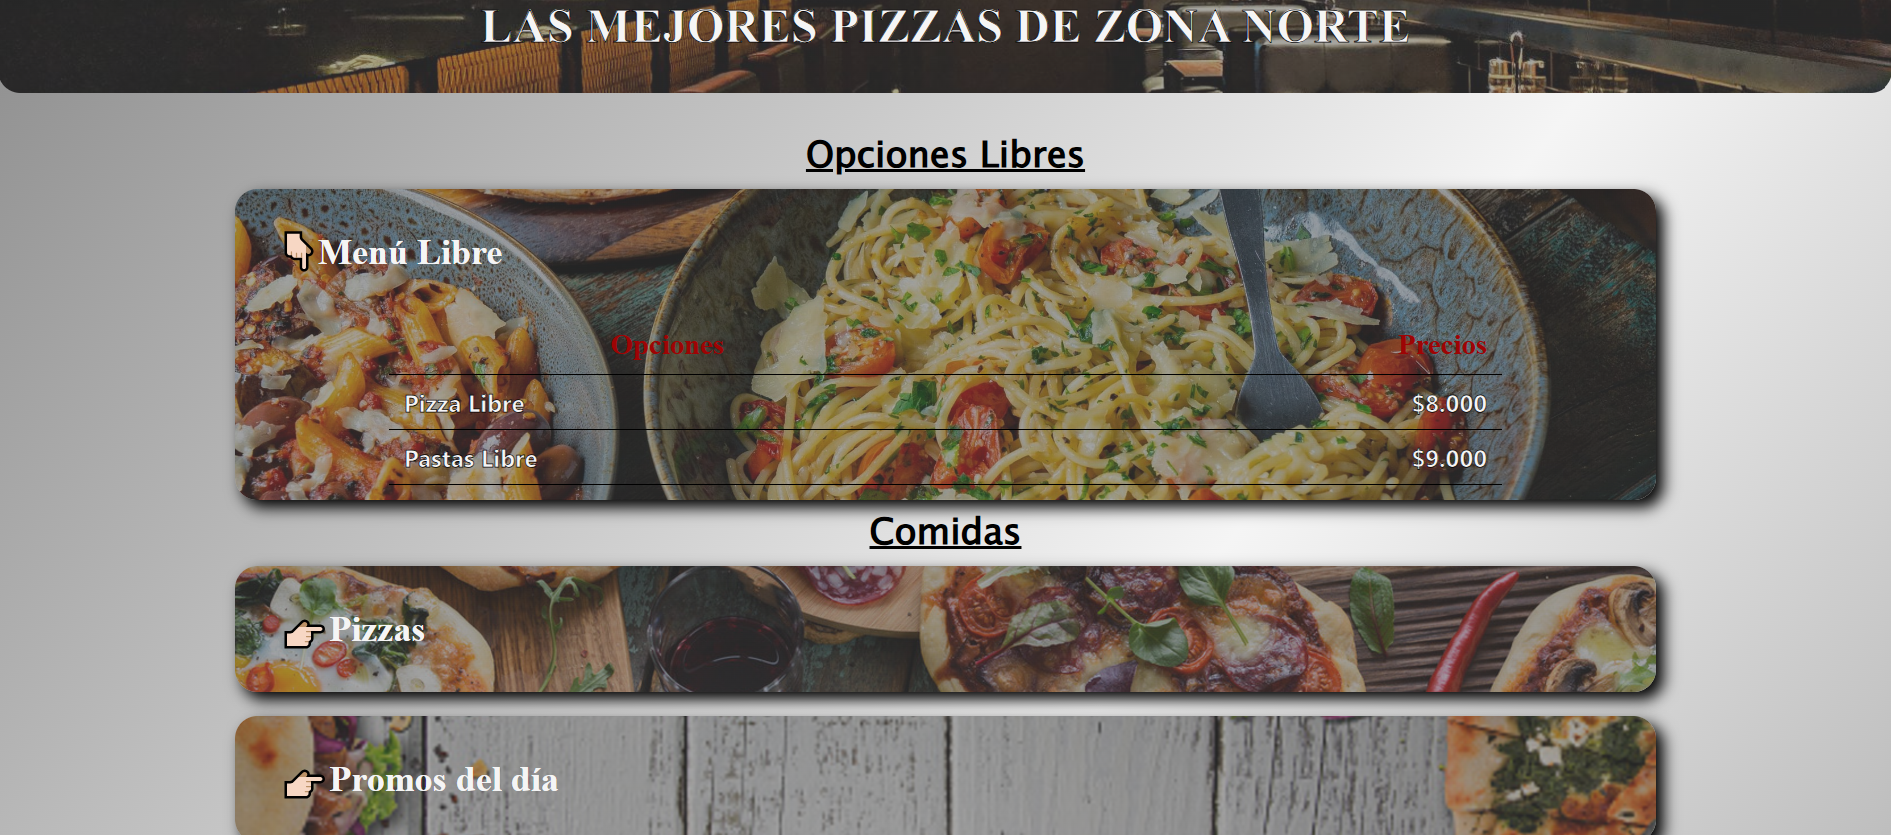 LAS MEJORES PIZZAS DE ZONA NORTE
Opciones Libres
Menú Libre
Opciones Precios
Pizza Libre $8.000
Pastas Libre $9.000
Comidas
Pizzas
Promos del día